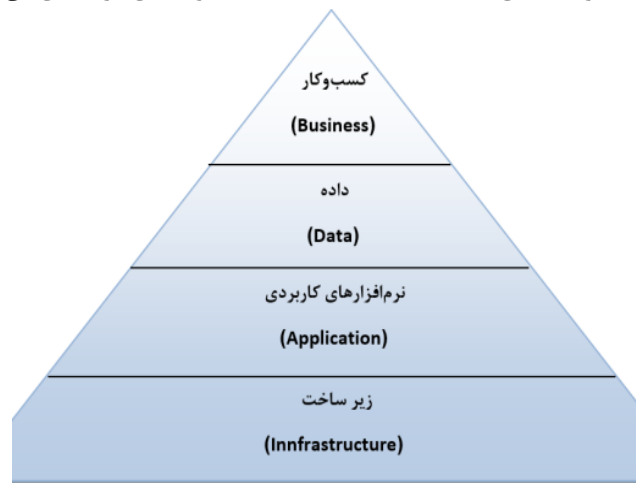 کسب‌وکار
(Business)
داده
(Data)
نرم‌افزارهای کاربردی
(Application)
زیر ساخت
(Innfrastructure)